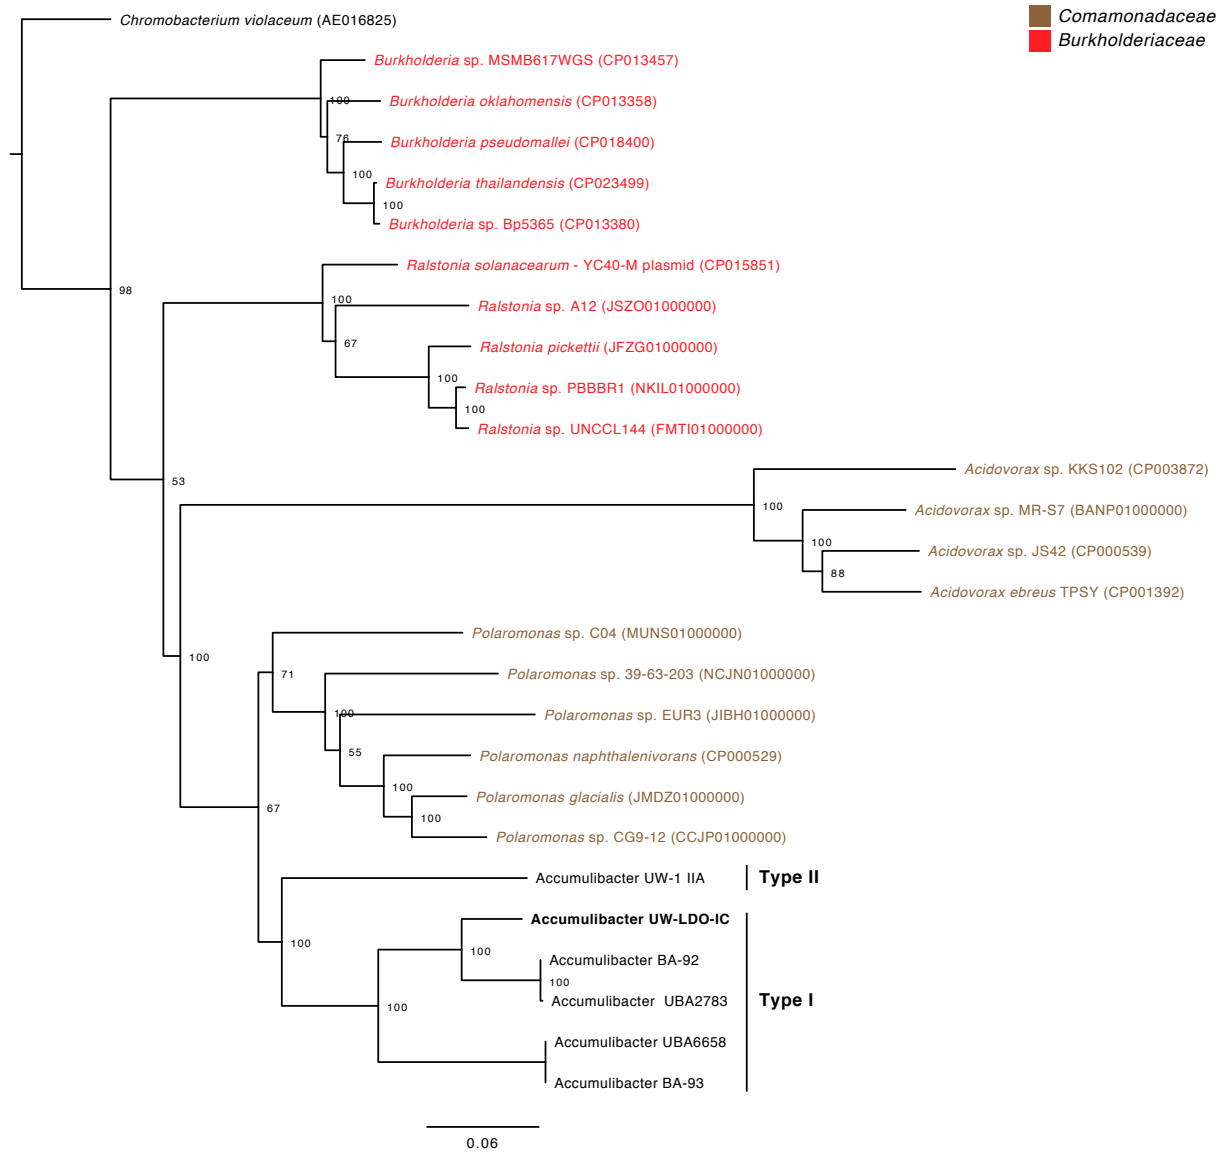 Chromobacterium violaceum (AE016825)
Comamonadaceae
Burkholderiaceae
Burkholderia sp. MSMB617WGS (CP013457)
100
Burkholderia oklahomensis (CP013358)
76
Burkholderia pseudomallei (CP018400)
100
Burkholderia thailandensis (CP023499)
100
Burkholderia sp. Bp5365 (CP013380)
Ralstonia solanacearum - YC40-M plasmid (CP015851)
98
100
Ralstonia sp. A12 (JSZO01000000)
67
Ralstonia pickettii (JFZG01000000)
100
Ralstonia sp. PBBBR1 (NKIL01000000)
100
Ralstonia sp. UNCCL144 (FMTI01000000)
Acidovorax sp. KKS102 (CP003872)
53
100
Acidovorax sp. MR-S7 (BANP01000000)
100
Acidovorax sp. JS42 (CP000539)
88
Acidovorax ebreus TPSY (CP001392)
Polaromonas sp. C04 (MUNS01000000)
100
71
Polaromonas sp. 39-63-203 (NCJN01000000)
100
Polaromonas sp. EUR3 (JIBH01000000)
55
Polaromonas naphthalenivorans (CP000529)
100
Polaromonas glacialis (JMDZ01000000)
67
100
Polaromonas sp. CG9-12 (CCJP01000000)
Accumulibacter UW-1 IIA
Type II
Accumulibacter UW-LDO-IC
100
100
Accumulibacter BA-92
100
Accumulibacter UBA2783
Type I
100
Accumulibacter UBA6658
Accumulibacter BA-93
0.06